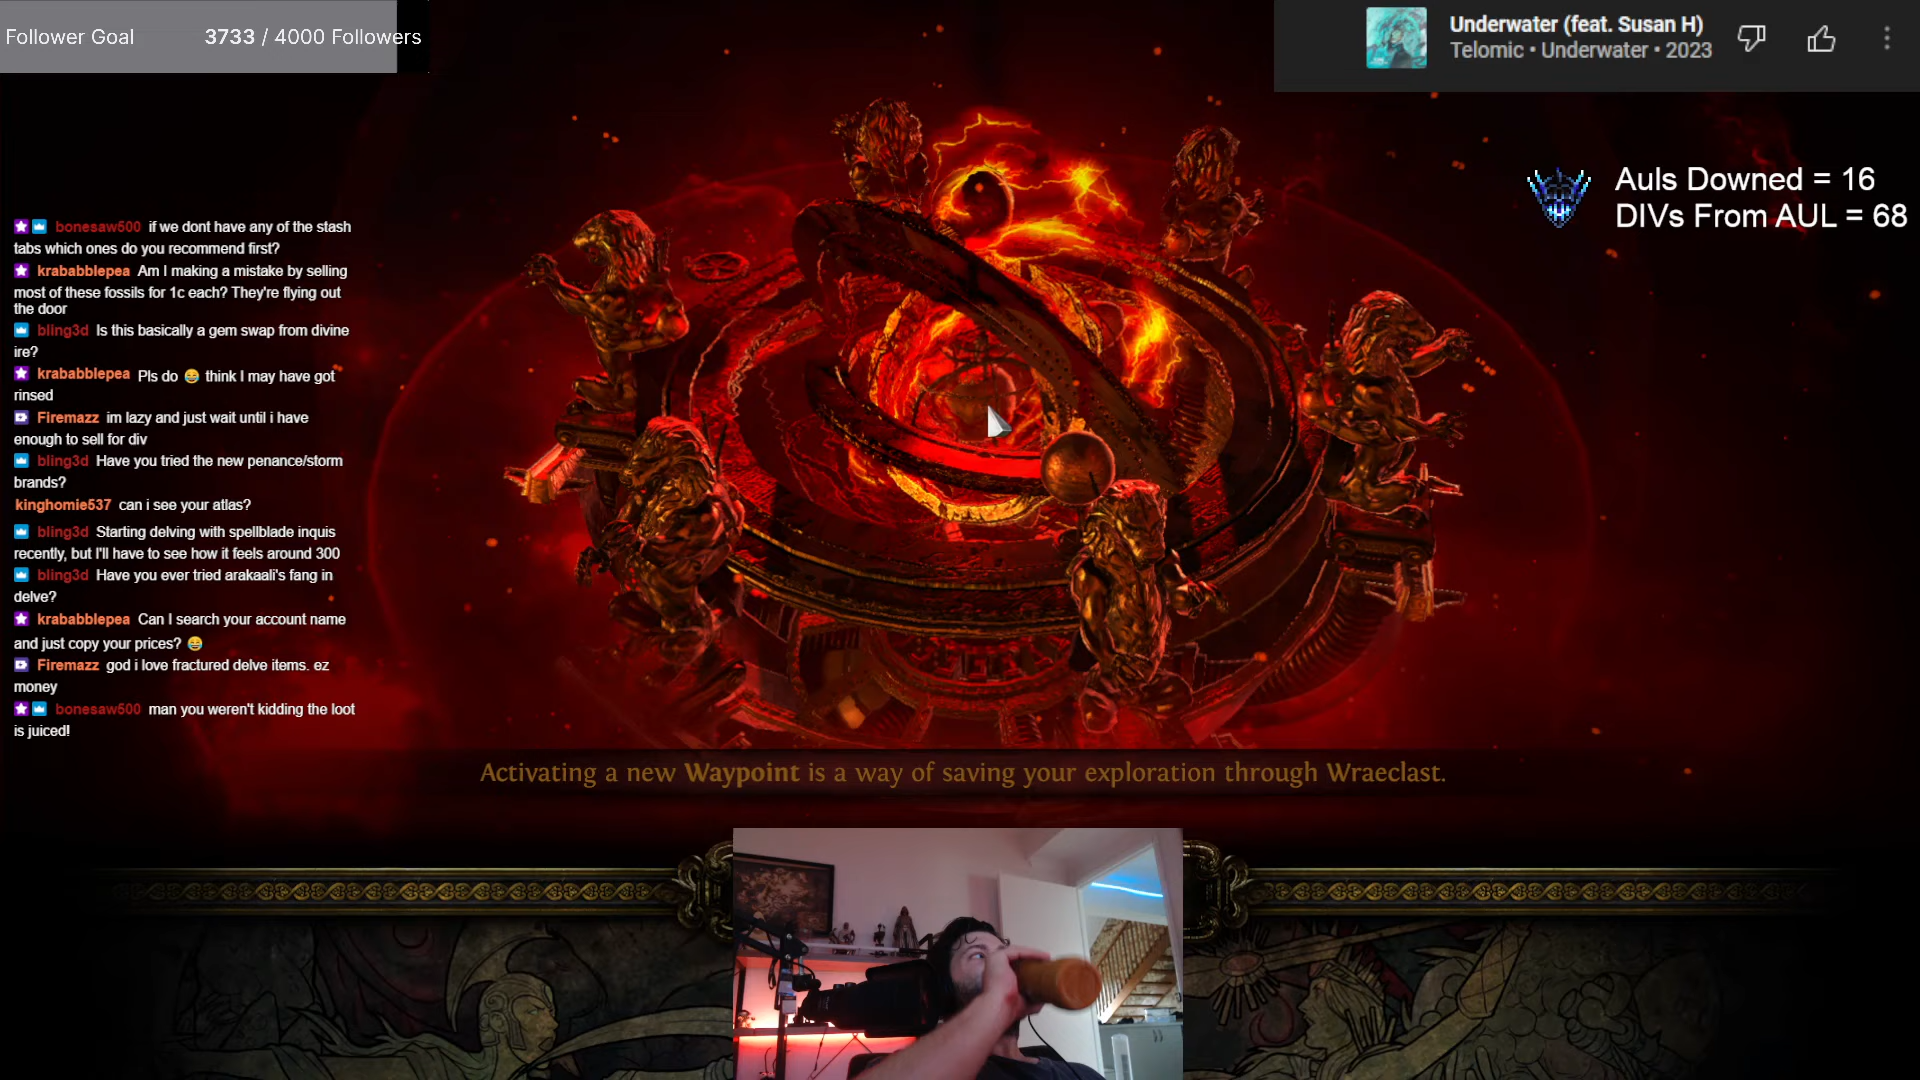 Follower Goal 3733 / 4000 Followers
Underwater (feat. Susan H)
Telomic • Underwater • 2023
Auls Downed = 16
DIVs From AUL = 68
bonesaw500 if we dont have any of the stash
tabs which ones do you recommend first?
krababblepea Am I making a mistake by selling
most of these fossils for 1c each? They're flying out
the door
bling3d Is this basically a gem swap from divine
ire?
krababblepea Pls do 😂 think I may have got
rinsed
Firemazz im lazy and just wait until i have
enough to sell for div
bling3d Have you tried the new penance/storm
brands?
kinghomie537 can i see your atlas?
bling3d Starting delving with spellblade inquis
recently, but I'll have to see how it feels around 300
bling3d Have you ever tried arakaali's fang in
delve?
krababblepea Can I search your account name
and just copy your prices? 😂
Firemazz god i love fractured delve items. ez
money
bonesaw500 man you weren't kidding the loot
is juiced!
Activating a new Waypoint is a way of saving your exploration through Wraeclast.